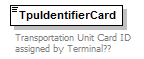 TpuIdentifierCard
Transportation Unit Card ID
assigned by Terminal??